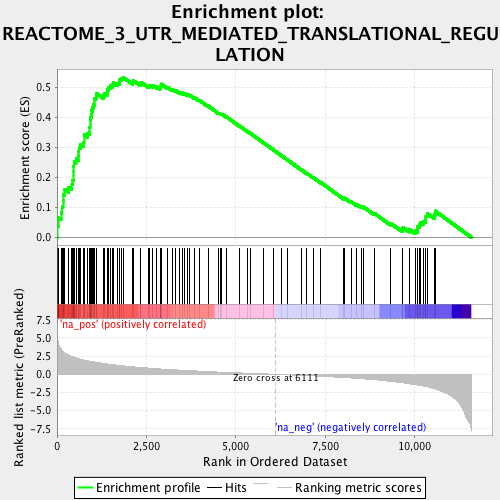 Enrichment plot:
REACTOME_3_UTR_MEDIATED_TRANSLATIONAL_REGU
LATION
Enrichment score (ES)
0.5
0.4
0.3
0.2
0.1
0.0
Ranked list metric (PreRanked)
7.5
5.0
2.5
0.0
-2.5
-5.0
-7.5
'na_pos' (positively correlated)
Zero cross at 6111
'na_neg' (negatively correlated)
0
2,500
5,000
7,500
10,000
Rank in Ordered Dataset
Enrichment profile
Hits
Ranking metric scores